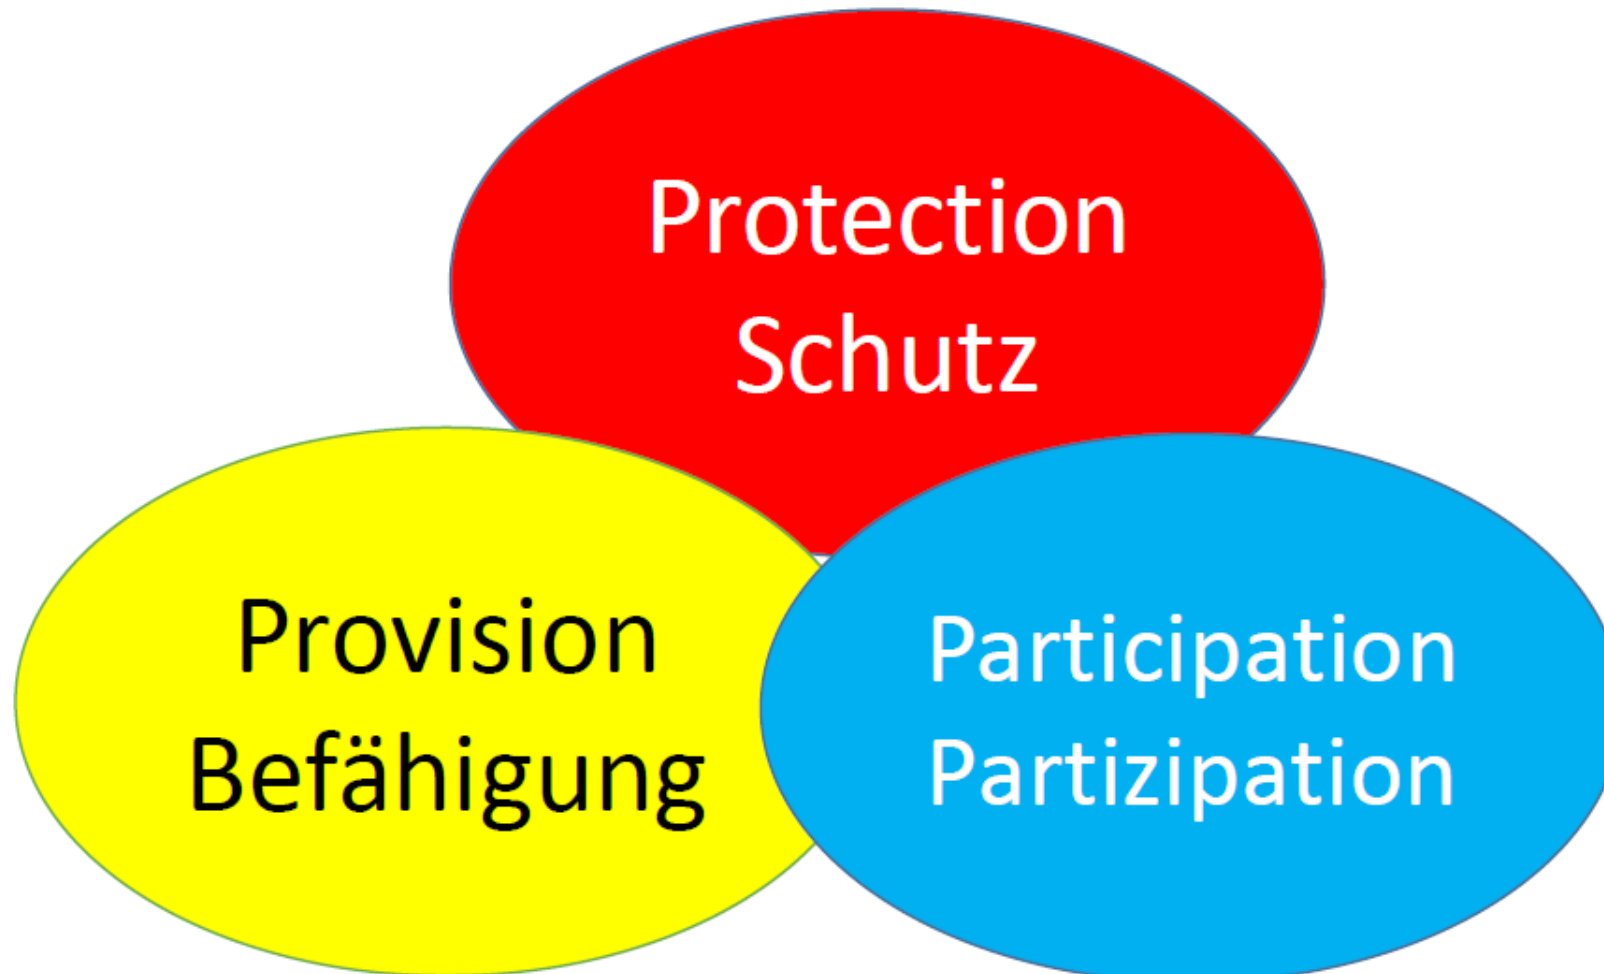 Protection
Schutz
Provision
Befähigung
Participation
Partizipation